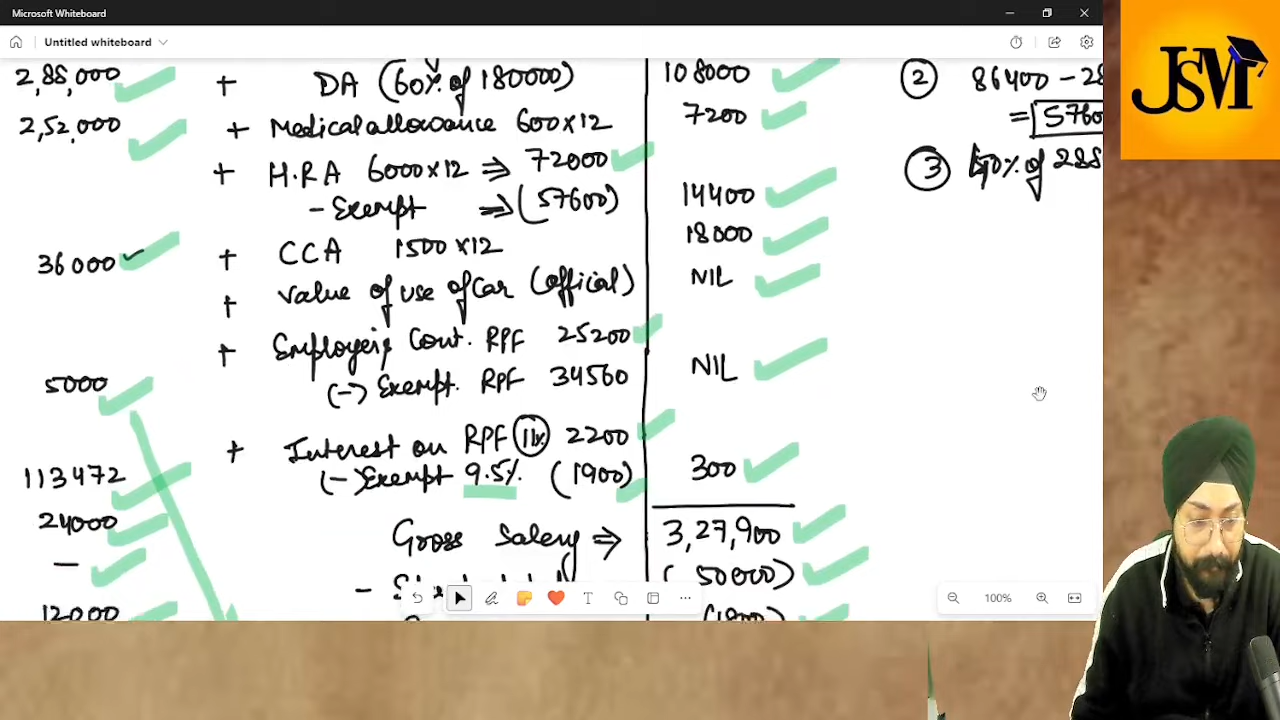 Microsoft Whiteboard
Untitled whiteboard
2,88,000
2,52,000
36000
5000
113472
24000
—
12000
+ DA (60% of 180000) 108000
+ Medical allowance 600×12 7200
+ H.R.A 6000×12 ⇒ 72000
- Exempt ⇒ (57600) 14400
+ CCA 1500×12 18000
+ Value of use of Car (official) NIL
+ Employer's Cont. RPF 25200
(-) Exempt. RPF 34560 NIL
+ Interest on RPF 11% 2200
(-) Exempt 9.5% (1900) 300
Gross Salary ⇒ 3,27,900
(50000)
② 86400 - 28
= 5760
③ 40% of 288
100%
JSM